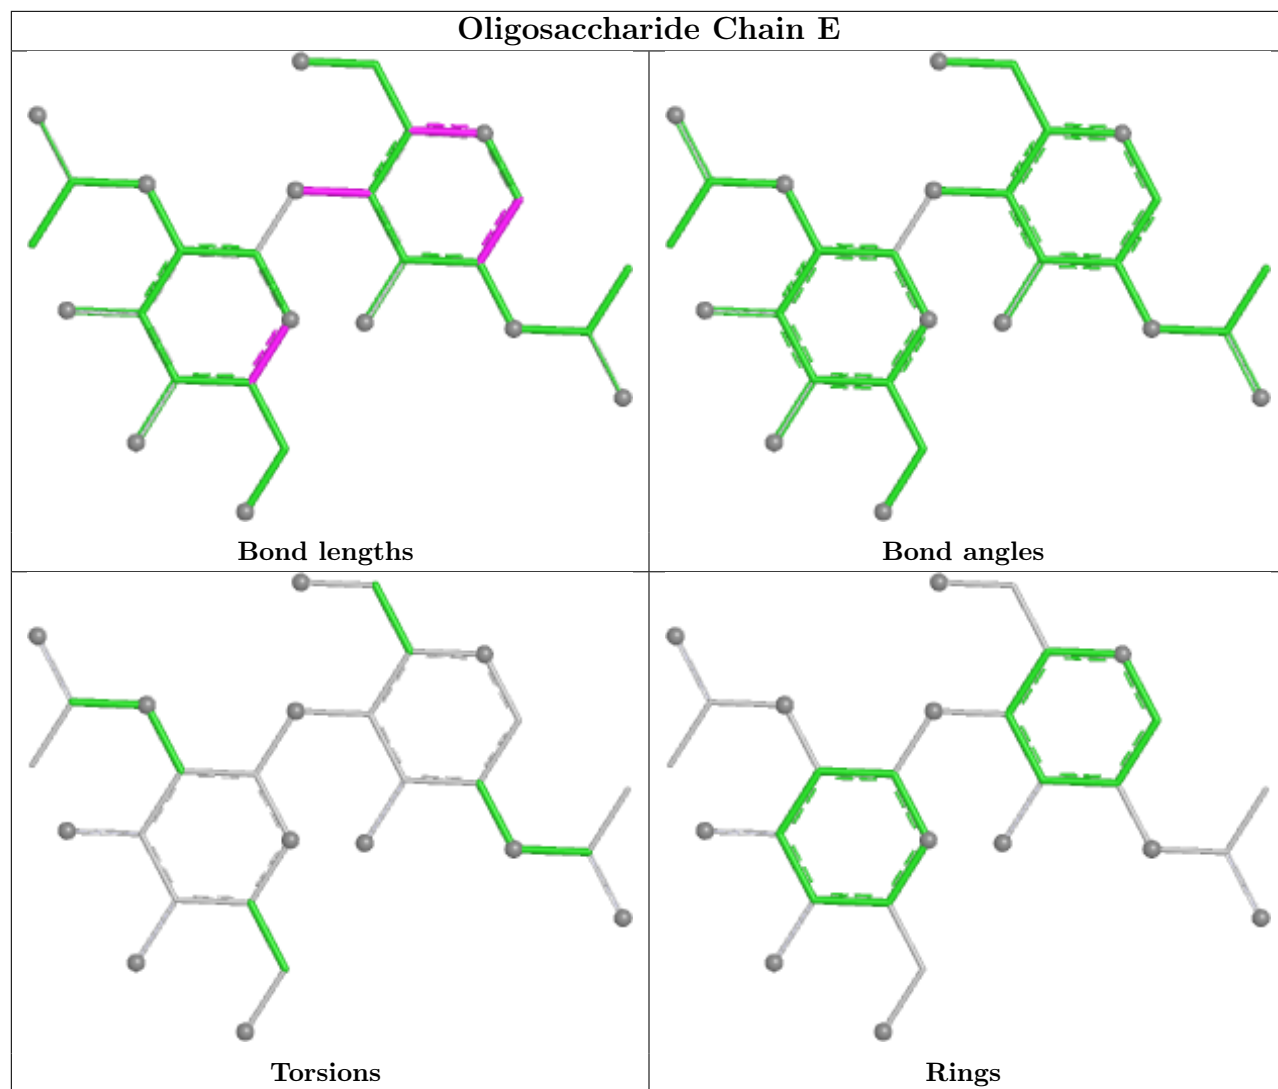 Oligosaccharide Chain E
Bond lengths
Bond angles
Torsions
Rings